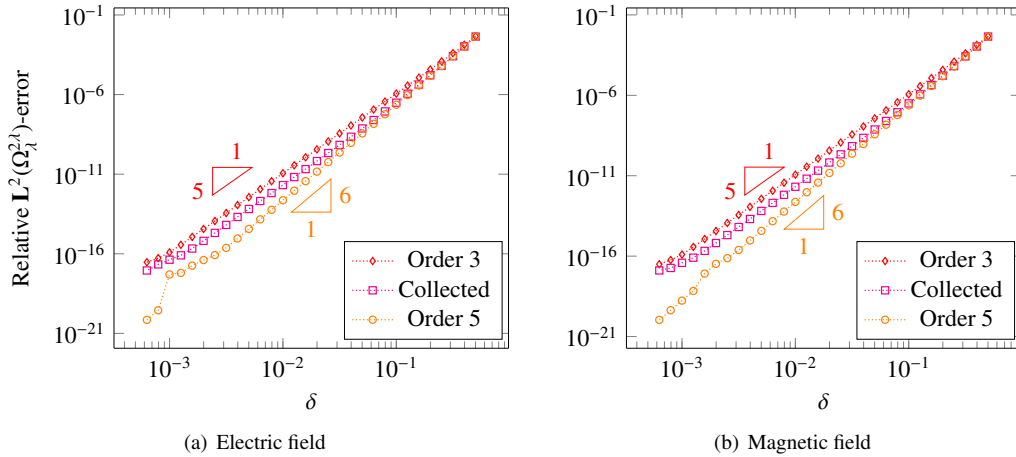 Relative L²(Ω_λ^{2,λ})-error
10⁻¹
10⁻⁶
10⁻¹¹
10⁻¹⁶
10⁻²¹
1
5
6
1
Order 3
Collected
Order 5
10⁻³
10⁻²
10⁻¹
δ
(a) Electric field
10⁻¹
10⁻⁶
10⁻¹¹
10⁻¹⁶
10⁻²¹
1
5
6
1
Order 3
Collected
Order 5
10⁻³
10⁻²
10⁻¹
δ
(b) Magnetic field